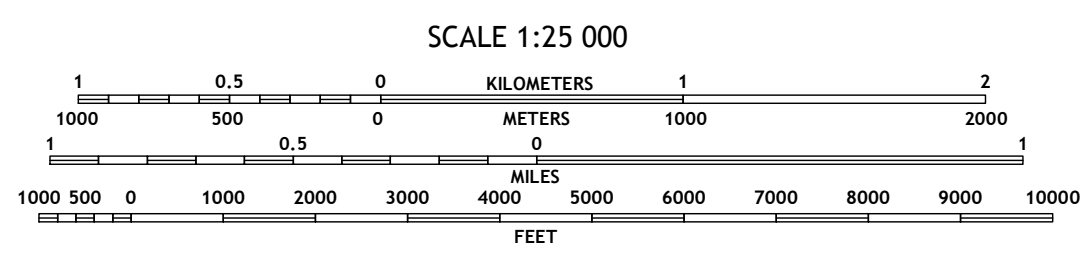 SCALE 1:25 000
1 0.5 0 KILOMETERS 1 2
1000 500 0 METERS 1000 2000
1 0.5 0 1
MILES
1000 500 0 1000 2000 3000 4000 5000 6000 7000 8000 9000 10000
FEET